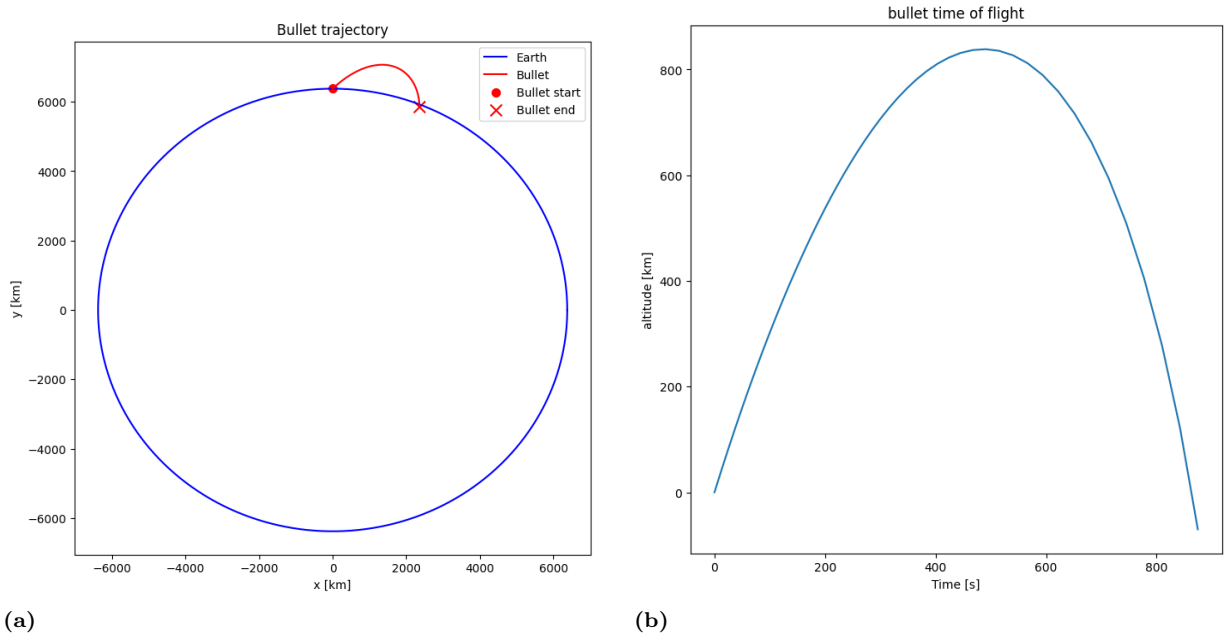 Bullet trajectory
Earth
Bullet
Bullet start
Bullet end
6000
4000
2000
0
−2000
−4000
−6000
y [km]
−6000
−4000
−2000
0
2000
4000
6000
x [km]
(a)
bullet time of flight
800
600
400
200
0
altitude [km]
0
200
400
600
800
Time [s]
(b)